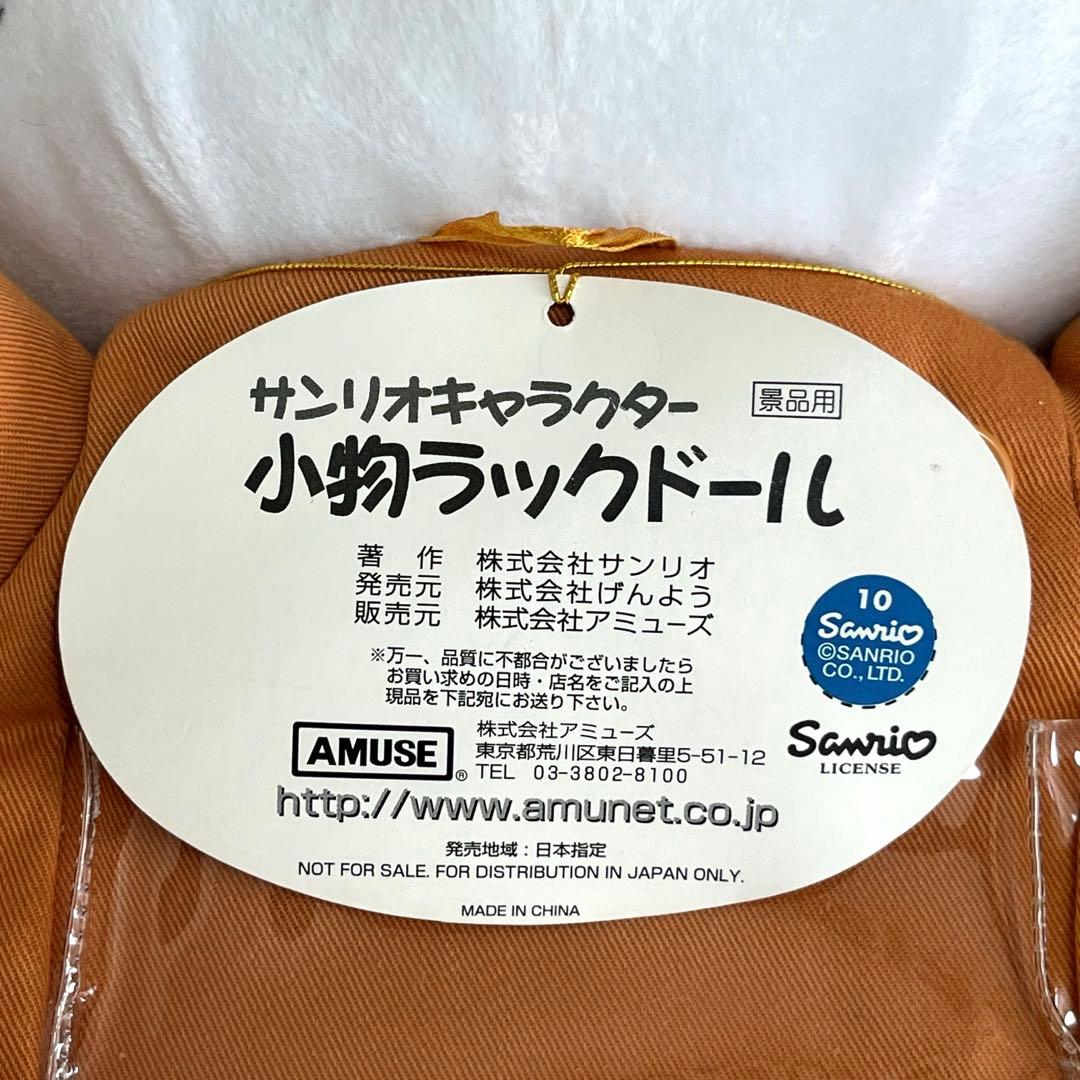 サンリオキャラクター 景品用
小物ラックドール
著 作 株式会社サンリオ
発売元 株式会社げんよう
販売元 株式会社アミューズ
※万一、品質に不都合がございましたら
お買い求めの日時・店名をご記入の上
現品を下記宛にお送り下さい。
10
Sanrio
©SANRIO
CO., LTD.
AMUSE®
株式会社アミューズ
東京都荒川区東日暮里5-51-12
TEL 03-3802-8100
Sanrio
LICENSE
http://www.amunet.co.jp
発売地域：日本指定
NOT FOR SALE. FOR DISTRIBUTION IN JAPAN ONLY.
MADE IN CHINA